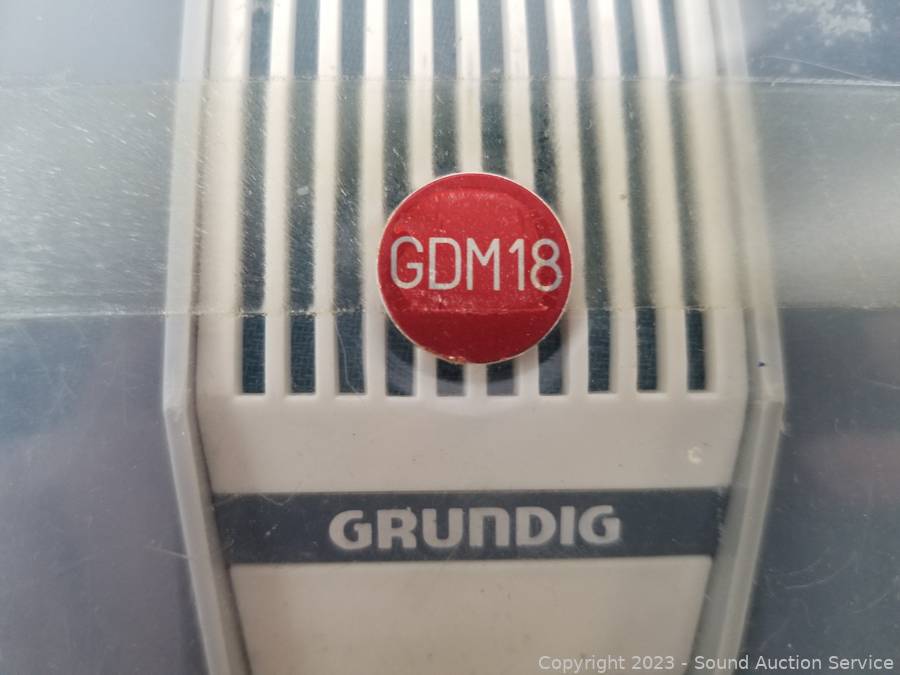 GDM18
GRUNDIG
Copyright 2023 - Sound Auction Service